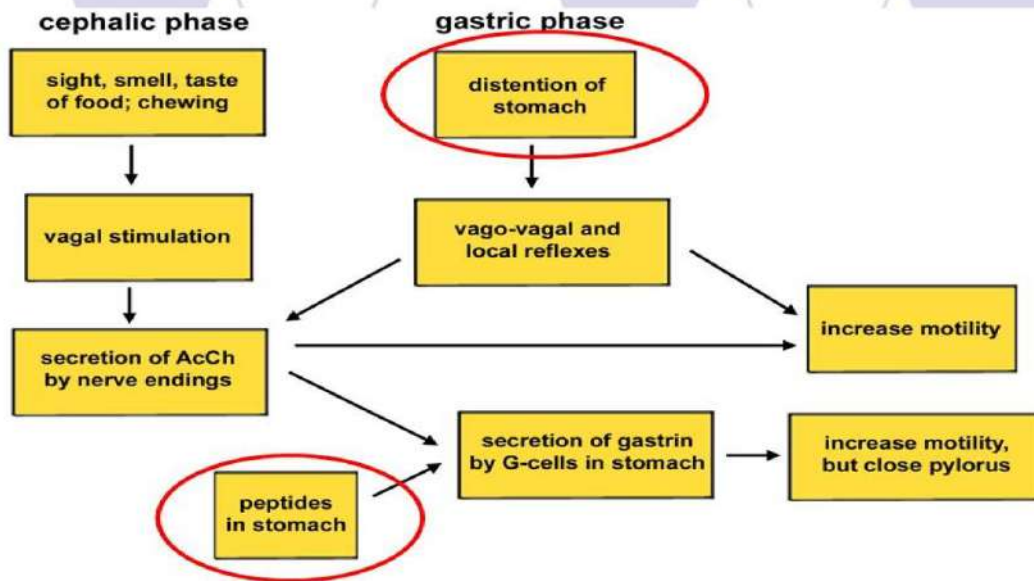 cephalic phase
gastric phase
sight, smell, taste
of food; chewing
distention of
stomach
vagal stimulation
vago-vagal and
local reflexes
increase motility
secretion of AcCh
by nerve endings
secretion of gastrin
by G-cells in stomach
increase motility,
but close pylorus
peptides
in stomach